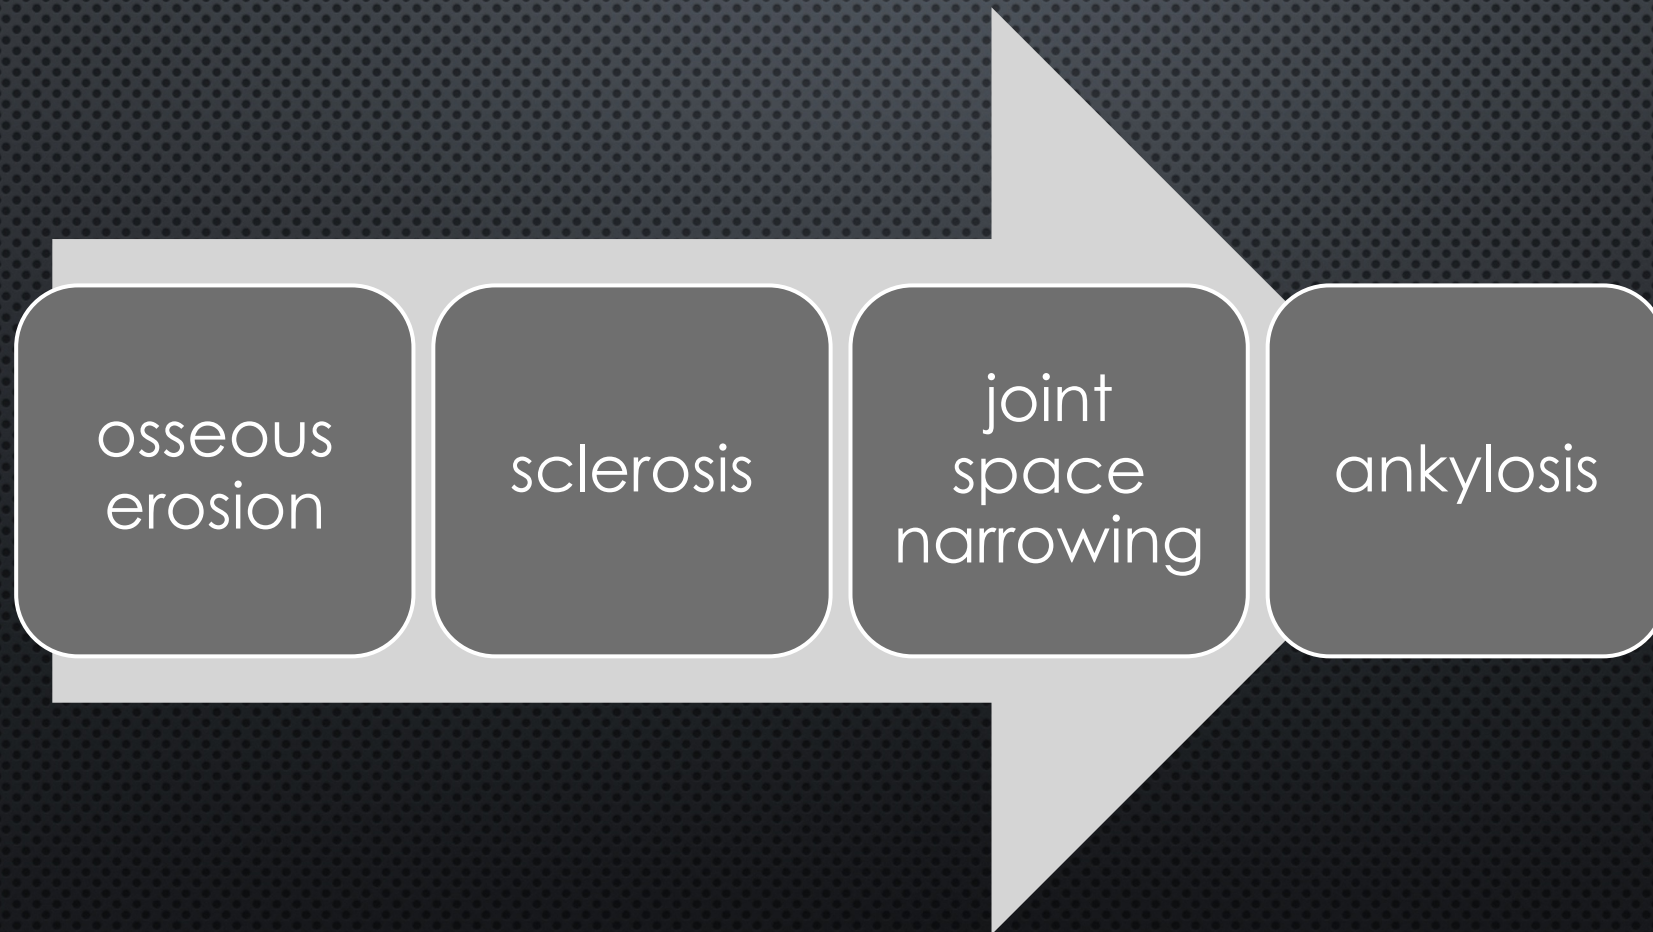 osseous
erosion
sclerosis
joint
space
narrowing
ankylosis